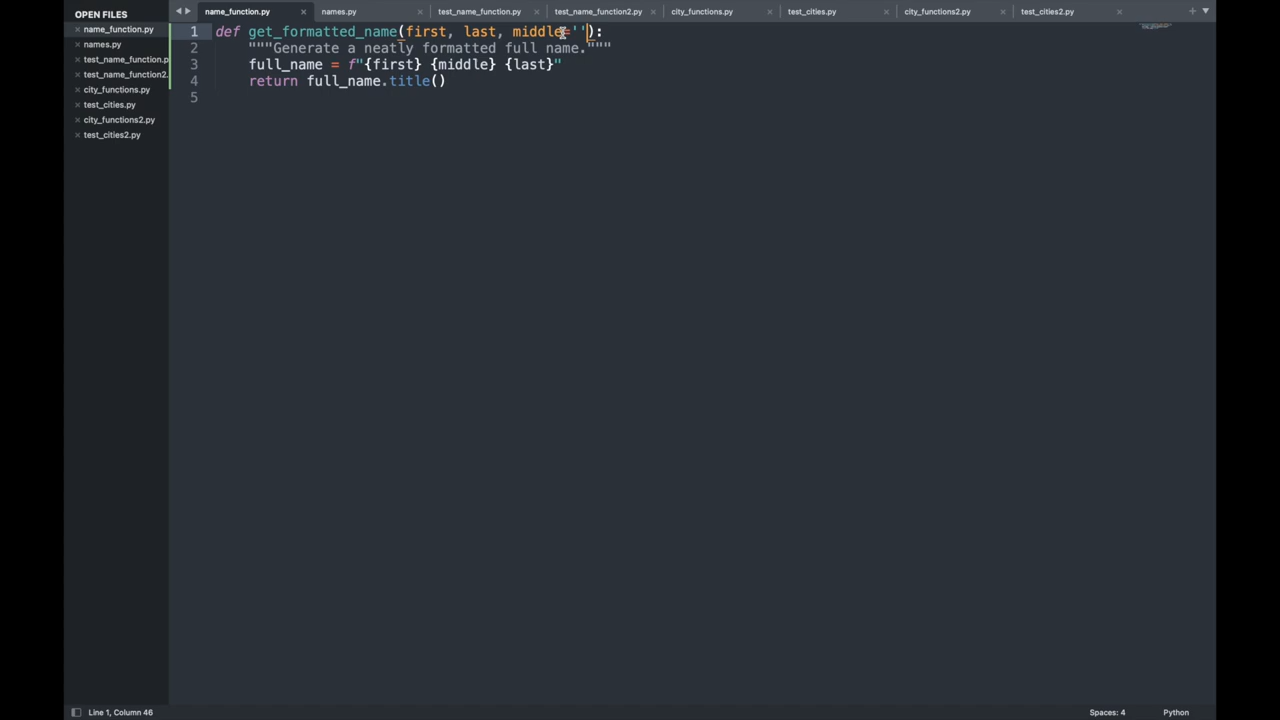 OPEN FILES
name_function.py
names.py
test_name_function.p
test_name_function2.
city_functions.py
test_cities.py
city_functions2.py
test_cities2.py
name_function.py names.py test_name_function.py test_name_function2.py city_functions.py test_cities.py city_functions2.py test_cities2.py
1 def get_formatted_name(first, last, middle=''):
2 """Generate a neatly formatted full name."""
3 full_name = f"{first} {middle} {last}"
4 return full_name.title()
5
Line 1, Column 46 Spaces: 4 Python